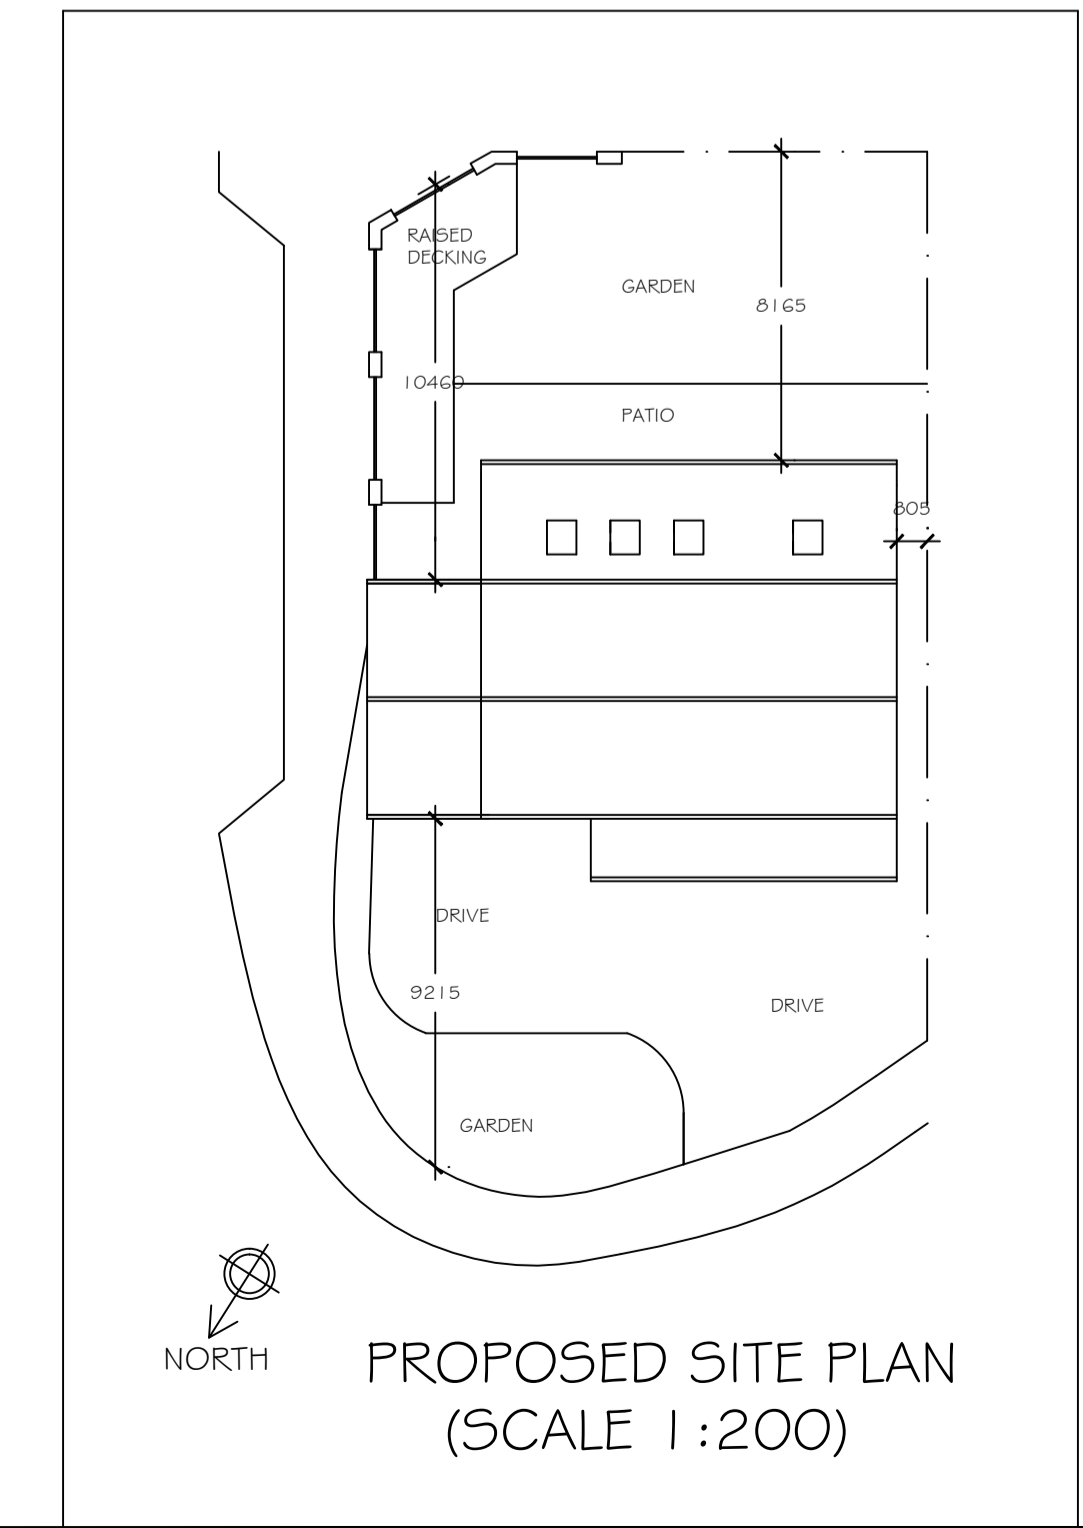 RAISED
DECKING
GARDEN
8165
10460
PATIO
805
DRIVE
9215
DRIVE
GARDEN
NORTH
PROPOSED SITE PLAN
(SCALE 1:200)